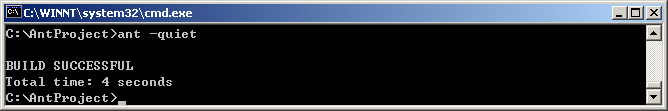 C:\WINNT\system32\cmd.exe
C:\AntProject>ant -quiet
BUILD SUCCESSFUL
Total time: 4 seconds
C:\AntProject>_